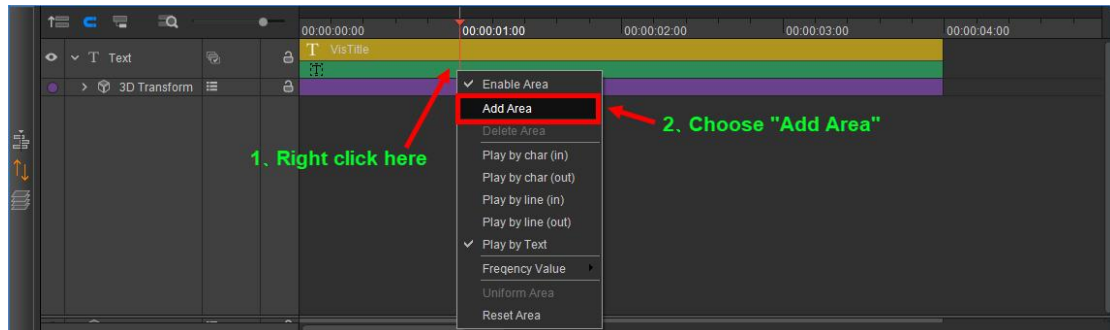 00:00:00:00 00:00:01:00 00:00:02:00 00:00:03:00 00:00:04:00
T Text
T VisTitle
T
3D Transform
Enable Area
Add Area
2、Choose "Add Area"
Delete Area
1、Right click here
Play by char (in)
Play by char (out)
Play by line (in)
Play by line (out)
Play by Text
Freqency Value
Uniform Area
Reset Area